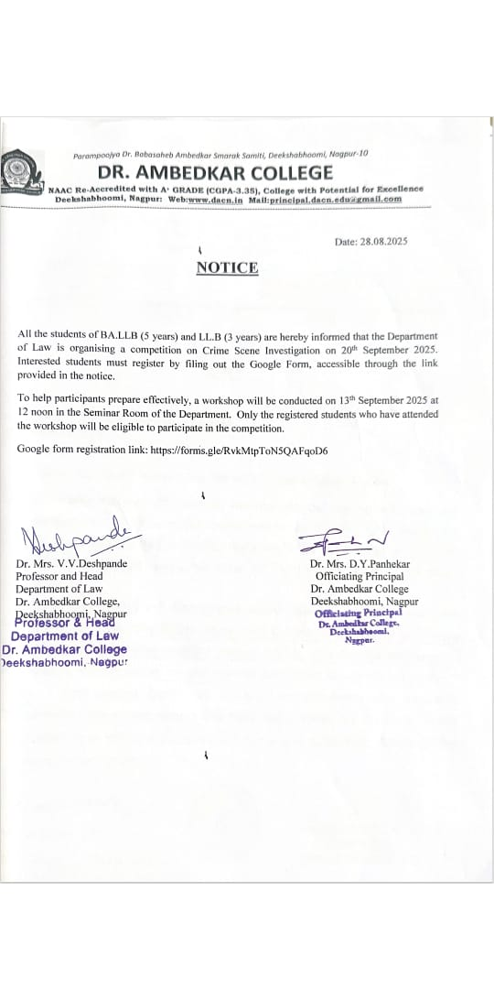 Parampoojya Dr. Babasaheb Ambedkar Smarak Samiti, Deekshabhoomi, Nagpur-10
DR. AMBEDKAR COLLEGE
NAAC Re-Accredited with A+ GRADE (CGPA-3.35), College with Potential for Excellence
Deekshabhoomi, Nagpur: Web:www.dacn.in Mail:principal.dacn.edu@gmail.com
Date: 28.08.2025
NOTICE
All the students of BA.LLB (5 years) and LL.B (3 years) are hereby informed that the Department
of Law is organising a competition on Crime Scene Investigation on 20th September 2025.
Interested students must register by filing out the Google Form, accessible through the link
provided in the notice.
To help participants prepare effectively, a workshop will be conducted on 13th September 2025 at
12 noon in the Seminar Room of the Department. Only the registered students who have attended
the workshop will be eligible to participate in the competition.
Google form registration link: https://forms.gle/RvkMtpToN5QAFqoD6
Deshpande
Dr. Mrs. V.V.Deshpande
Professor and Head
Department of Law
Dr. Ambedkar College,
Deekshabhoomi, Nagpur
Professor & Head
Department of Law
Dr. Ambedkar College
Deekshabhoomi, Nagpur
Dr. Mrs. D.Y.Panhekar
Officiating Principal
Dr. Ambedkar College
Deekshabhoomi, Nagpur
Officiating Principal
Dr. Ambedkar College,
Deekshabhoomi,
Nagpur.